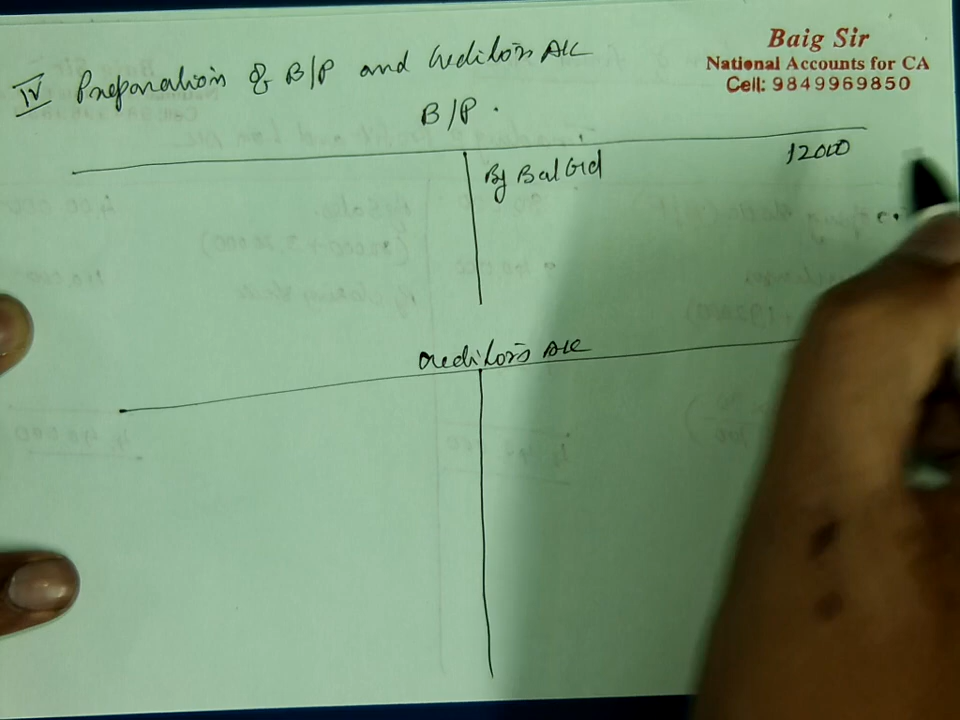 Baig Sir
National Accounts for CA
Cell: 9849969850
IV Preparation of B/P and Creditors A/c
B/P.
By Bal b/d 12000
Creditors A/c